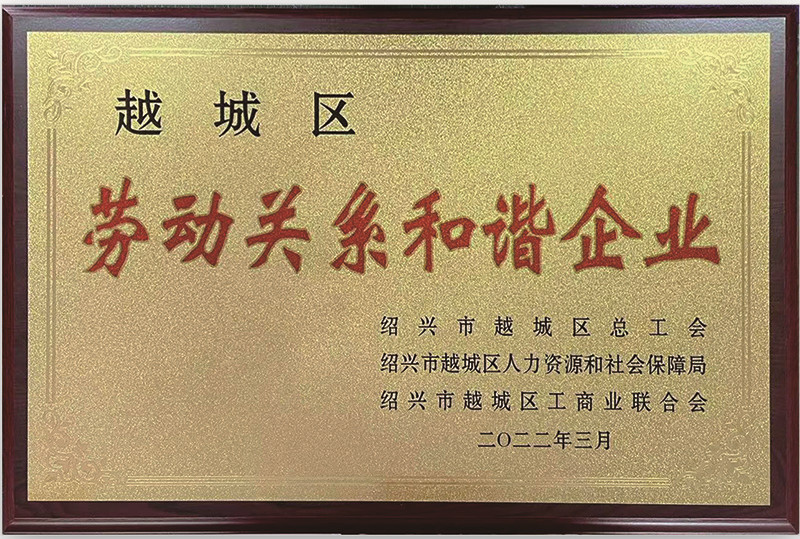 越城区
劳动关系和谐企业
绍兴市越城区总工会
绍兴市越城区人力资源和社会保障局
绍兴市越城区工商业联合会
二〇二二年三月